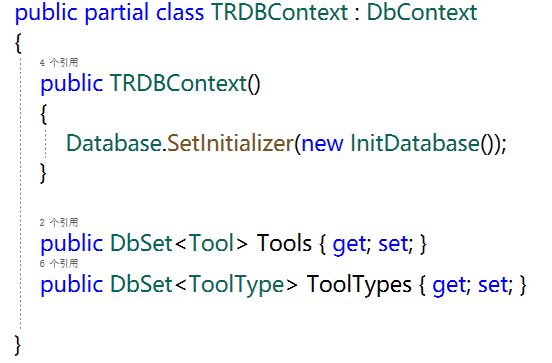 public partial class TRDBContext : DbContext
{
4 个引用
public TRDBContext()
{
Database.SetInitializer(new InitDatabase());
}
2 个引用
public DbSet<Tool> Tools { get; set; }
6 个引用
public DbSet<ToolType> ToolTypes { get; set; }
}